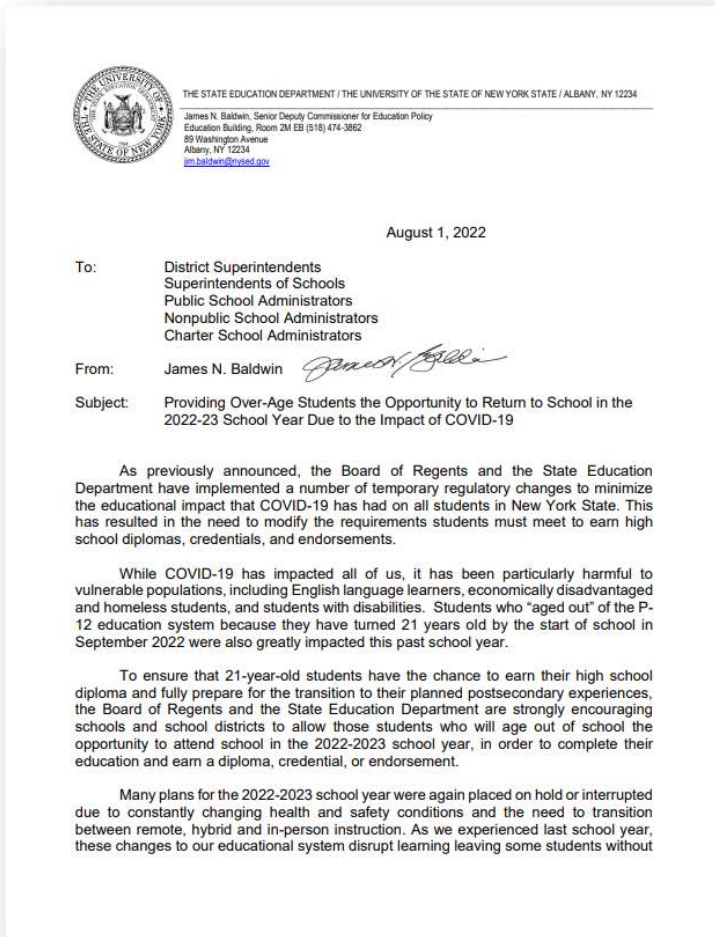 THE UNIVERSITY OF
THE STATE OF NEW YORK
THE STATE EDUCATION DEPARTMENT / THE UNIVERSITY OF THE STATE OF NEW YORK STATE / ALBANY, NY 12234
James N. Baldwin, Senior Deputy Commissioner for Education Policy
Education Building, Room 2M EB (518) 474-3862
89 Washington Avenue
Albany, NY 12234
jim.baldwin@nysed.gov
August 1, 2022
To: District Superintendents
Superintendents of Schools
Public School Administrators
Nonpublic School Administrators
Charter School Administrators
From: James N. Baldwin James N. Baldwin
Subject: Providing Over-Age Students the Opportunity to Return to School in the
2022-23 School Year Due to the Impact of COVID-19
As previously announced, the Board of Regents and the State Education
Department have implemented a number of temporary regulatory changes to minimize
the educational impact that COVID-19 has had on all students in New York State. This
has resulted in the need to modify the requirements students must meet to earn high
school diplomas, credentials, and endorsements.
While COVID-19 has impacted all of us, it has been particularly harmful to
vulnerable populations, including English language learners, economically disadvantaged
and homeless students, and students with disabilities. Students who “aged out” of the P-
12 education system because they have turned 21 years old by the start of school in
September 2022 were also greatly impacted this past school year.
To ensure that 21-year-old students have the chance to earn their high school
diploma and fully prepare for the transition to their planned postsecondary experiences,
the Board of Regents and the State Education Department are strongly encouraging
schools and school districts to allow those students who will age out of school the
opportunity to attend school in the 2022-2023 school year, in order to complete their
education and earn a diploma, credential, or endorsement.
Many plans for the 2022-2023 school year were again placed on hold or interrupted
due to constantly changing health and safety conditions and the need to transition
between remote, hybrid and in-person instruction. As we experienced last school year,
these changes to our educational system disrupt learning leaving some students without